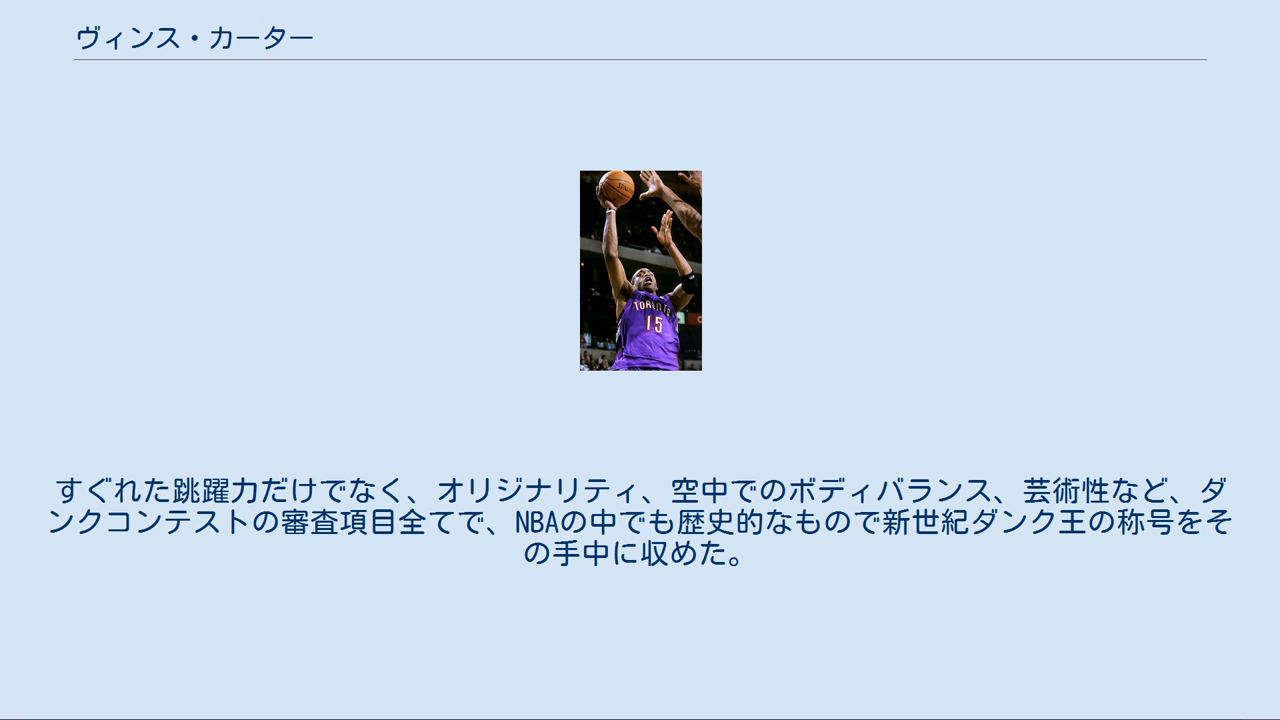 ヴィンス・カーター
SPALDING
TORONTO
15
すぐれた跳躍力だけでなく、オリジナリティ、空中でのボディバランス、芸術性など、ダ
ンクコンテストの審査項目全てで、NBAの中でも歴史的なもので新世紀ダンク王の称号をそ
の手中に収めた。